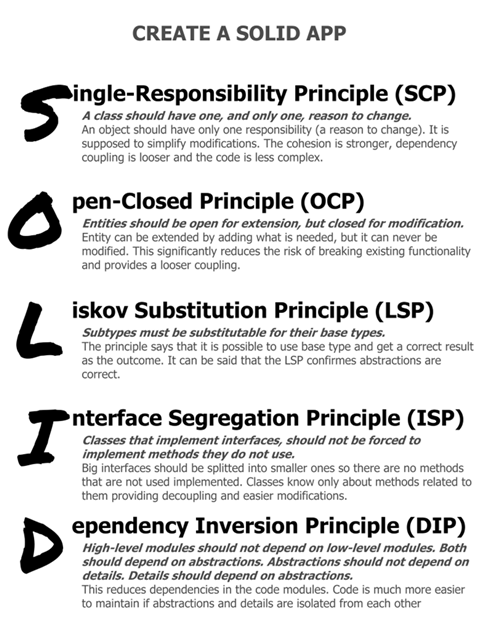 CREATE A SOLID APP
Single-Responsibility Principle (SCP)
A class should have one, and only one, reason to change.
An object should have only one responsibility (a reason to change). It is
supposed to simplify modifications. The cohesion is stronger, dependency
coupling is looser and the code is less complex.
Open-Closed Principle (OCP)
Entities should be open for extension, but closed for modification.
Entity can be extended by adding what is needed, but it can never be
modified. This significantly reduces the risk of breaking existing functionality
and provides a looser coupling.
Liskov Substitution Principle (LSP)
Subtypes must be substitutable for their base types.
The principle says that it is possible to use base type and get a correct result
as the outcome. It can be said that the LSP confirmes abstractions are
correct.
Interface Segregation Principle (ISP)
Classes that implement interfaces, should not be forced to
implement methods they do not use.
Big interfaces should be splitted into smaller ones so there are no methods
that are not used implemented. Classes know only about methods related to
them providing decoupling and easier modifications.
Dependency Inversion Principle (DIP)
High-level modules should not depend on low-level modules. Both
should depend on abstractions. Abstractions should not depend on
details. Details should depend on abstractions.
This reduces dependencies in the code modules. Code is much more easier
to maintain if abstractions and details are isolated from each other